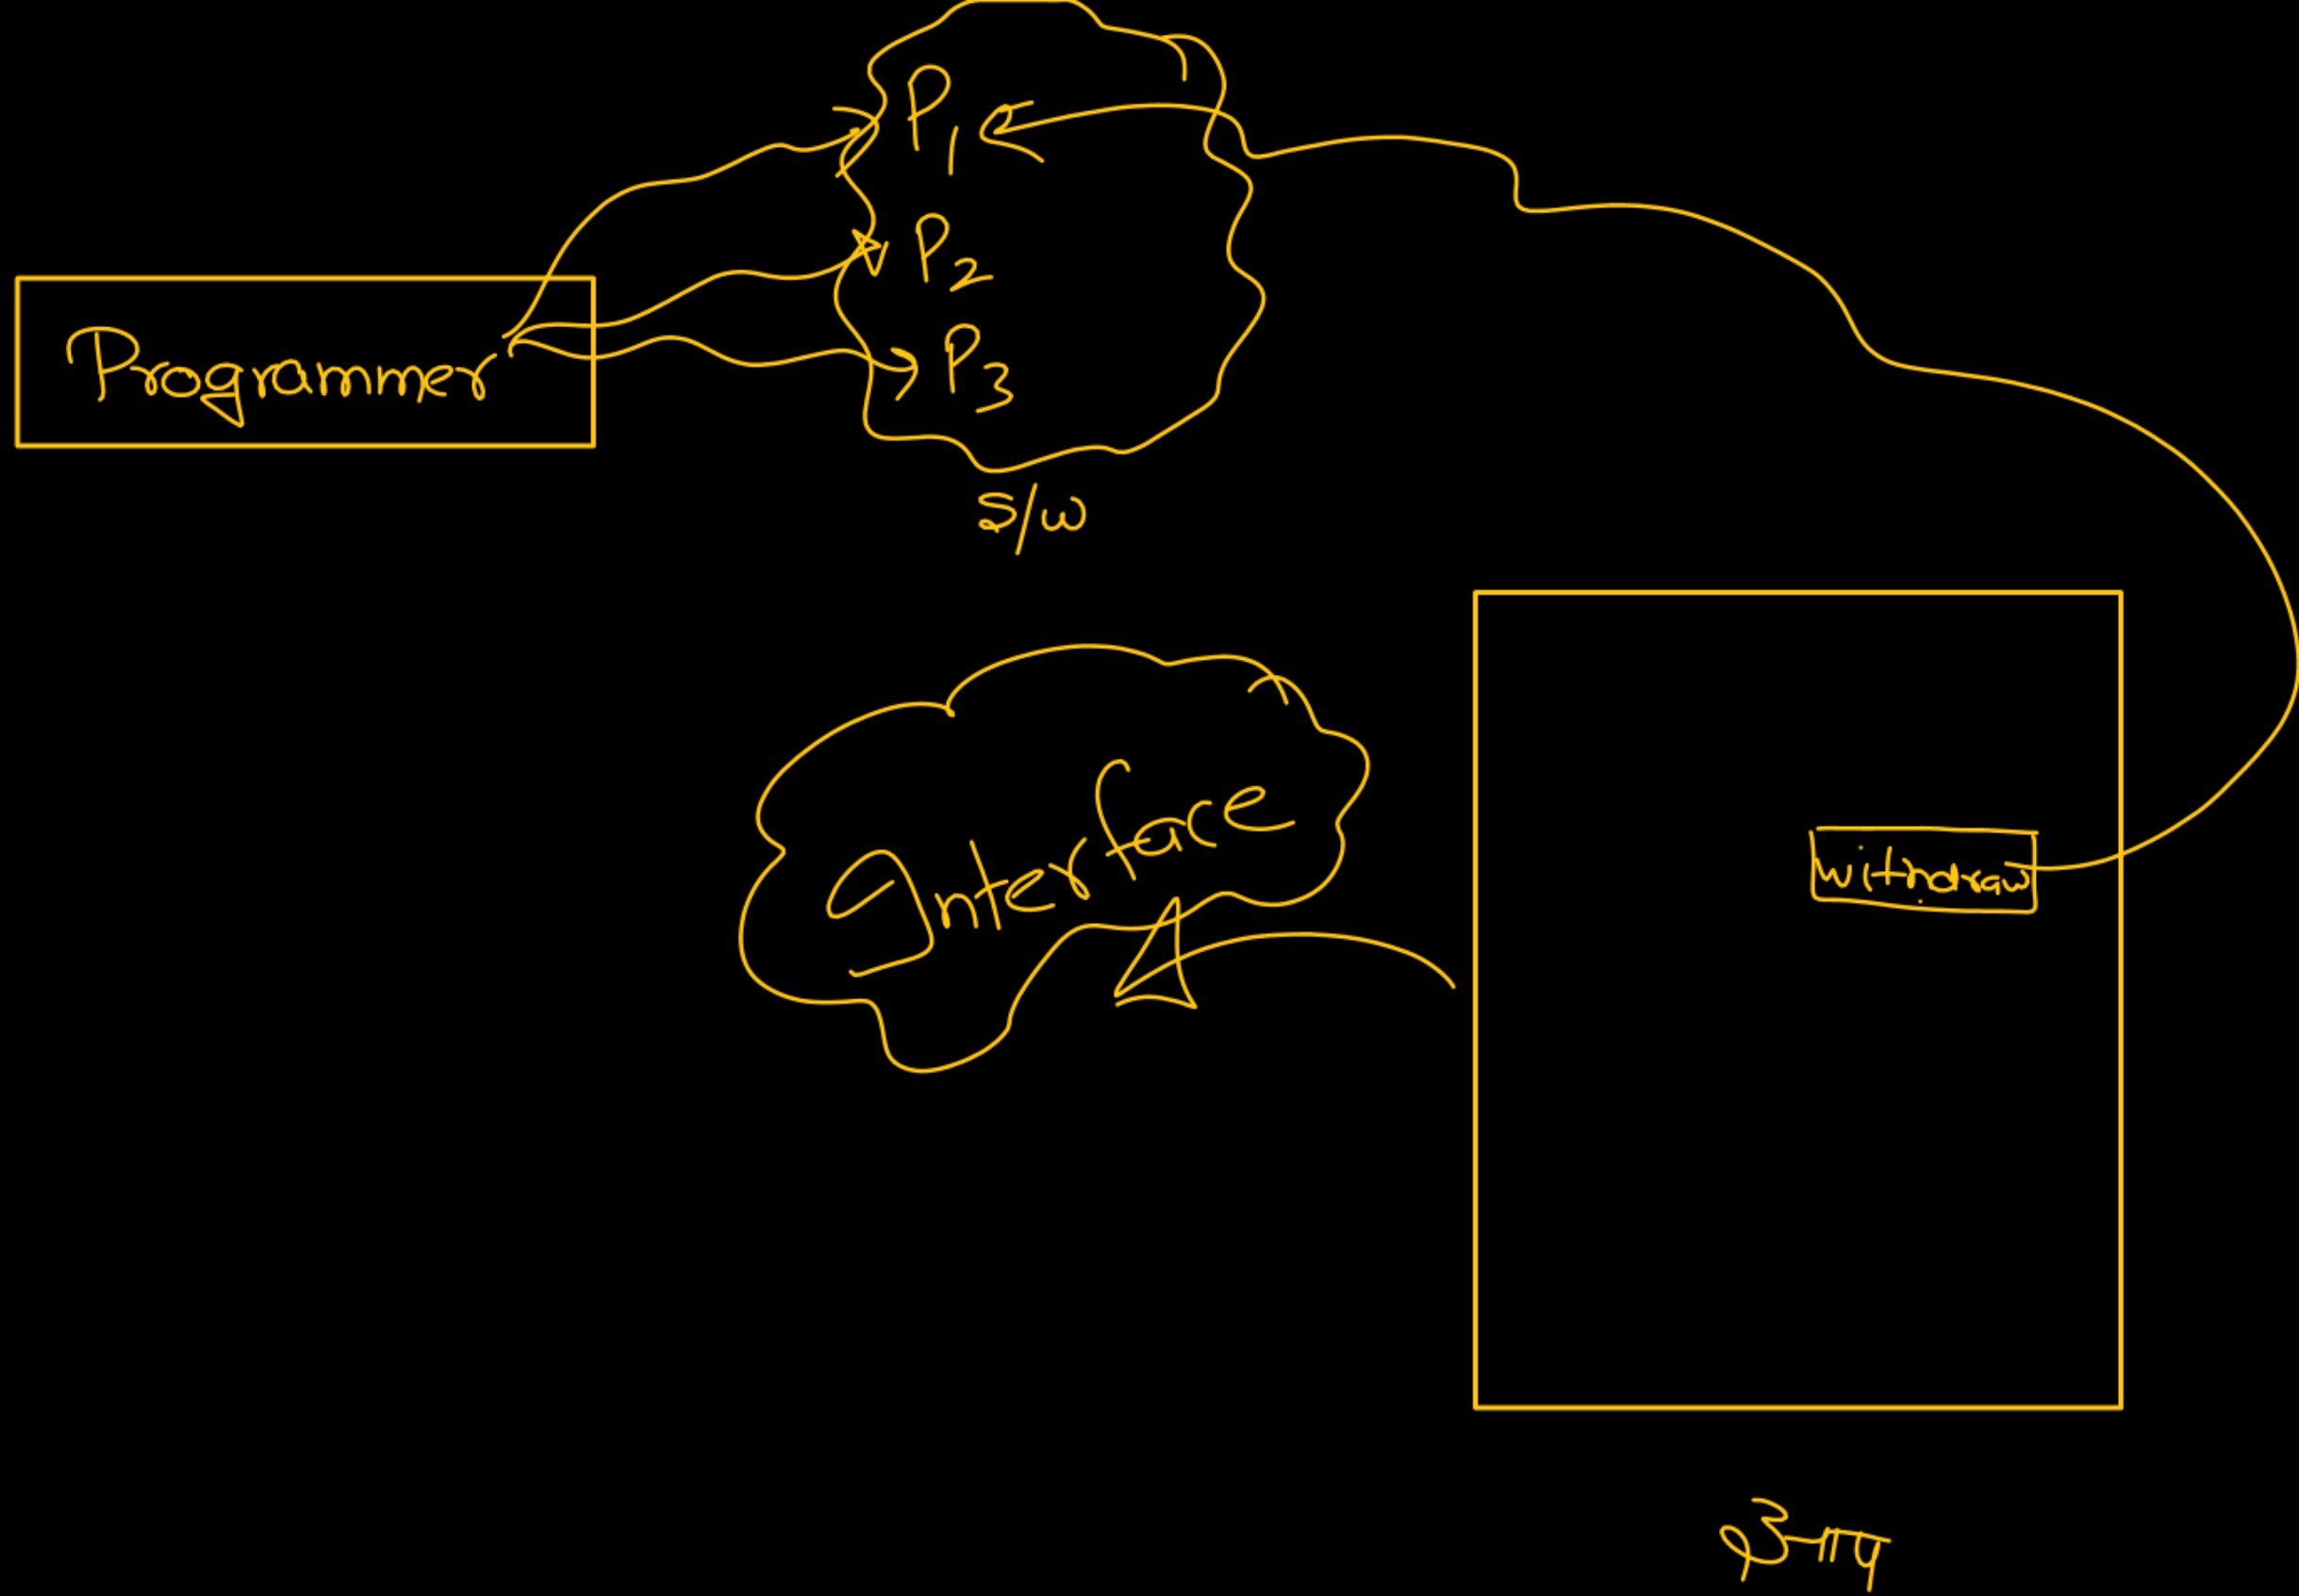 P1
P2
Programmer
P3
S/W
Interface
withdraw